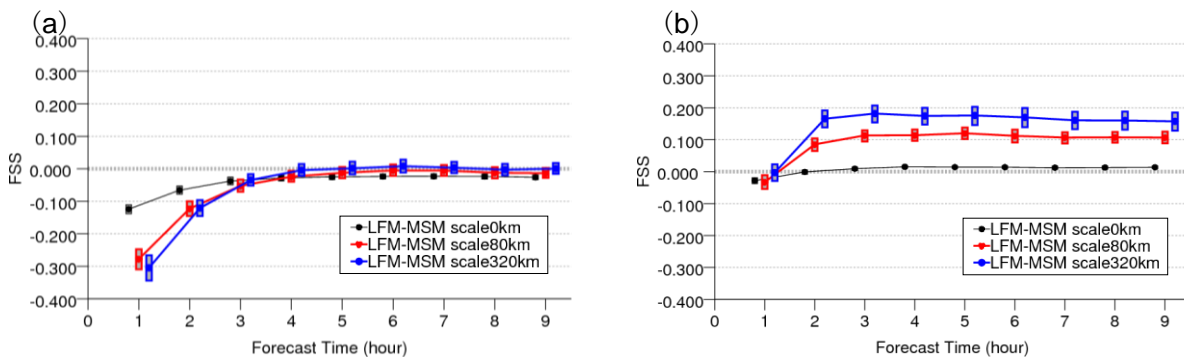 (a)
0.400
0.300
0.200
0.100
0.000
-0.100
-0.200
-0.300
-0.400
FSS
LFM-MSM scale0km
LFM-MSM scale80km
LFM-MSM scale320km
0 1 2 3 4 5 6 7 8 9
Forecast Time (hour)
(b)
0.400
0.300
0.200
0.100
0.000
-0.100
-0.200
-0.300
-0.400
FSS
LFM-MSM scale0km
LFM-MSM scale80km
LFM-MSM scale320km
0 1 2 3 4 5 6 7 8 9
Forecast Time (hour)